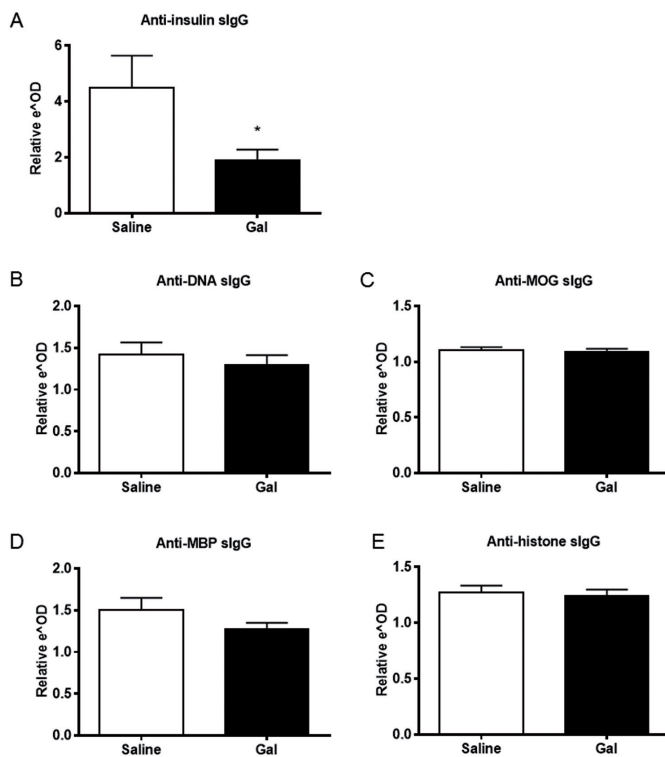 A
Anti-insulin sIgG
Relative e^OD
6
4
2
0
*
Saline
Gal
B
Anti-DNA sIgG
Relative e^OD
2.0
1.5
1.0
0.5
0.0
Saline
Gal
C
Anti-MOG sIgG
Relative e^OD
1.5
1.0
0.5
0.0
Saline
Gal
D
Anti-MBP sIgG
Relative e^OD
2.0
1.5
1.0
0.5
0.0
Saline
Gal
E
Anti-histone sIgG
Relative e^OD
1.5
1.0
0.5
0.0
Saline
Gal